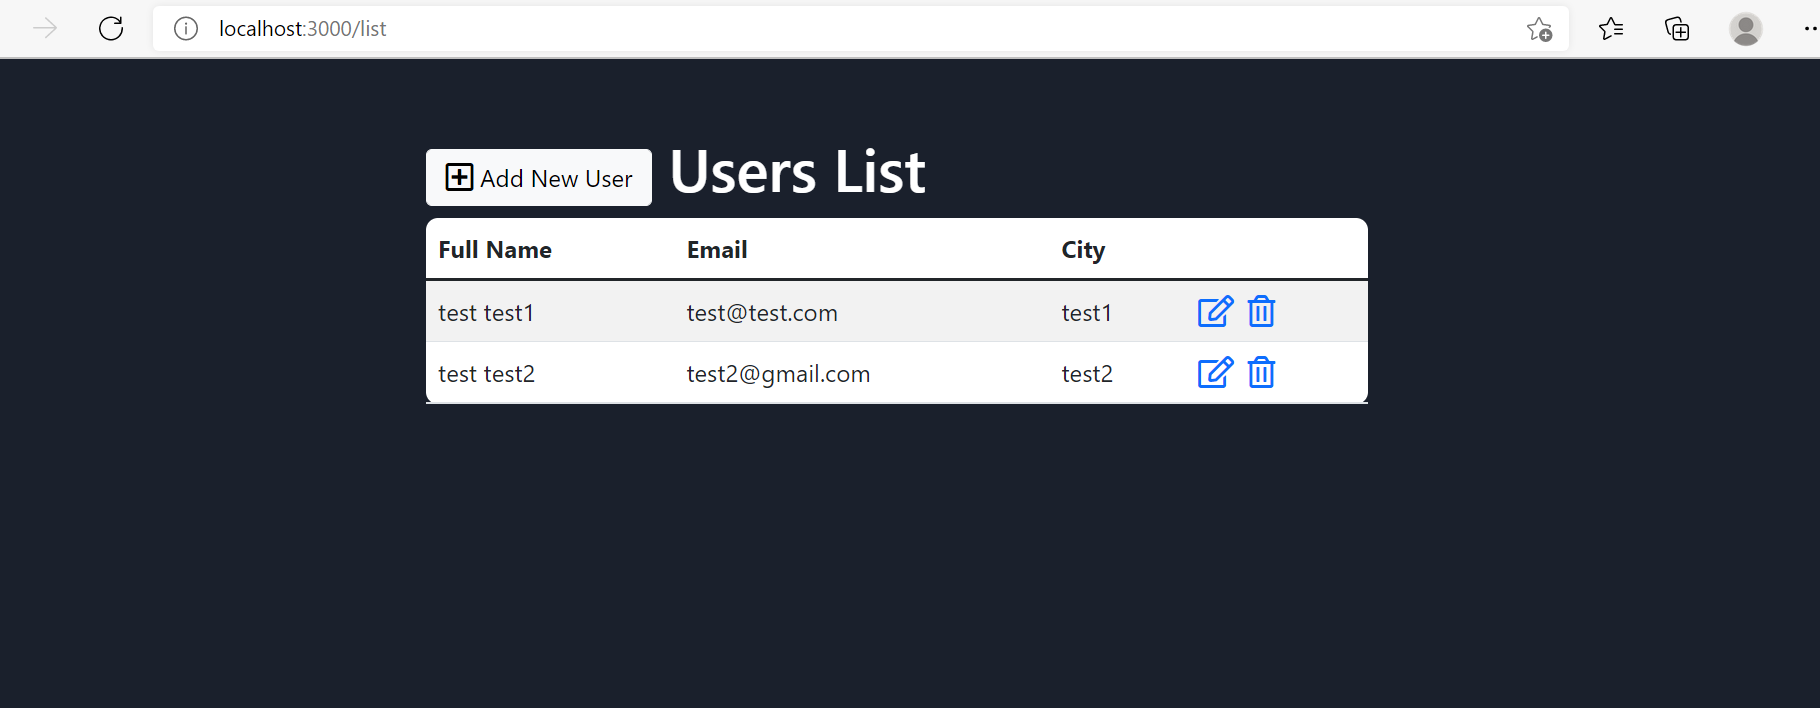 localhost:3000/list
Add New User Users List
Full Name Email City
test test1 test@test.com test1
test test2 test2@gmail.com test2